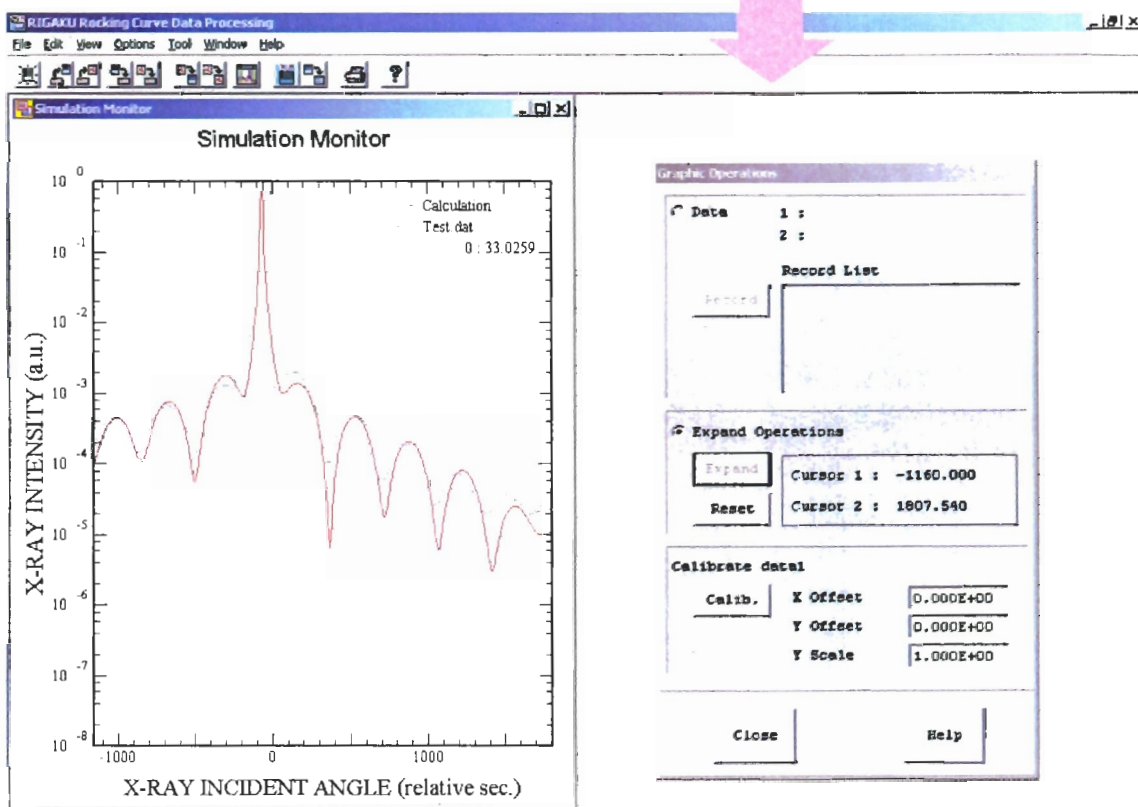 RIGAKU Rocking Curve Data Processing
File Edit View Options Tool Window Help
?
Simulation Monitor
Simulation Monitor
10 0
10 -1
10 -2
10 -3
10 -4
10 -5
10 -6
10 -7
10 -8
X-RAY INTENSITY (a.u.)
Calculation
Test.dat
0 : 33.0259
-1000 0 1000
X-RAY INCIDENT ANGLE (relative sec.)
Graphic Operations
Data 1 :
2 :
Record List
Record
Expand Operations
Expand
Cursor 1 : -1160.000
Reset
Cursor 2 : 1807.540
Calibrate data1
Calib.
X Offset 0.000E+00
Y Offset 0.000E+00
Y Scale 1.000E+00
Close Help